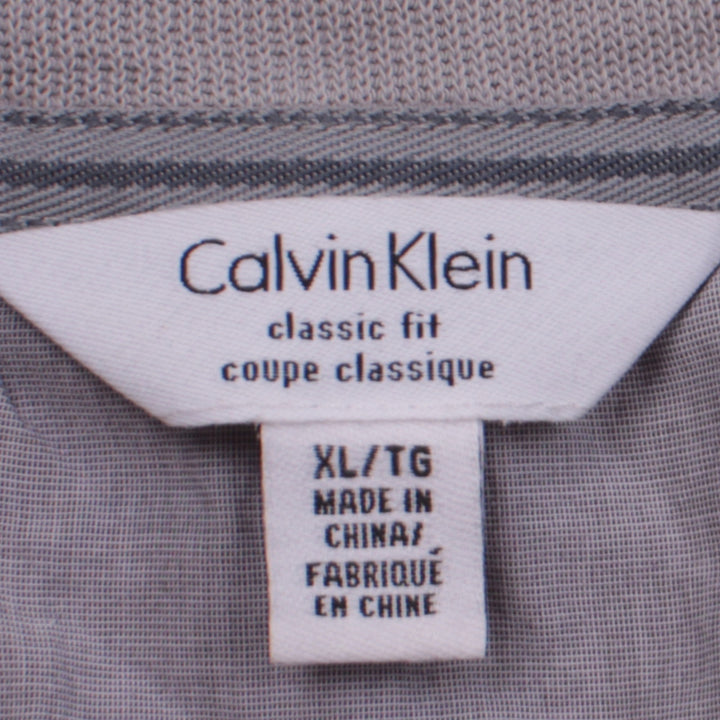 Calvin Klein
classic fit
coupe classique
XL/TG
MADE IN
CHINA/
FABRIQUÉ
EN CHINE